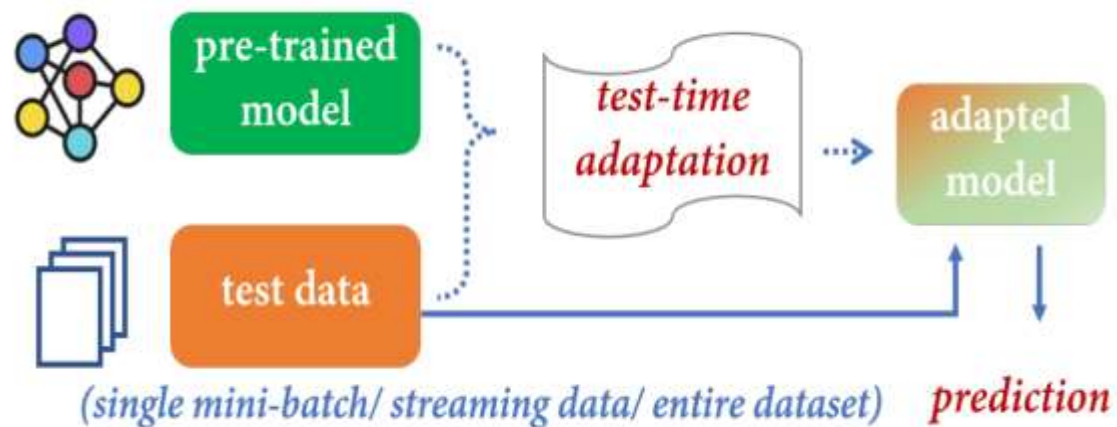 pre-trained
model
test-time
adaptation
adapted
model
test data
(single mini-batch/ streaming data/ entire dataset)
prediction